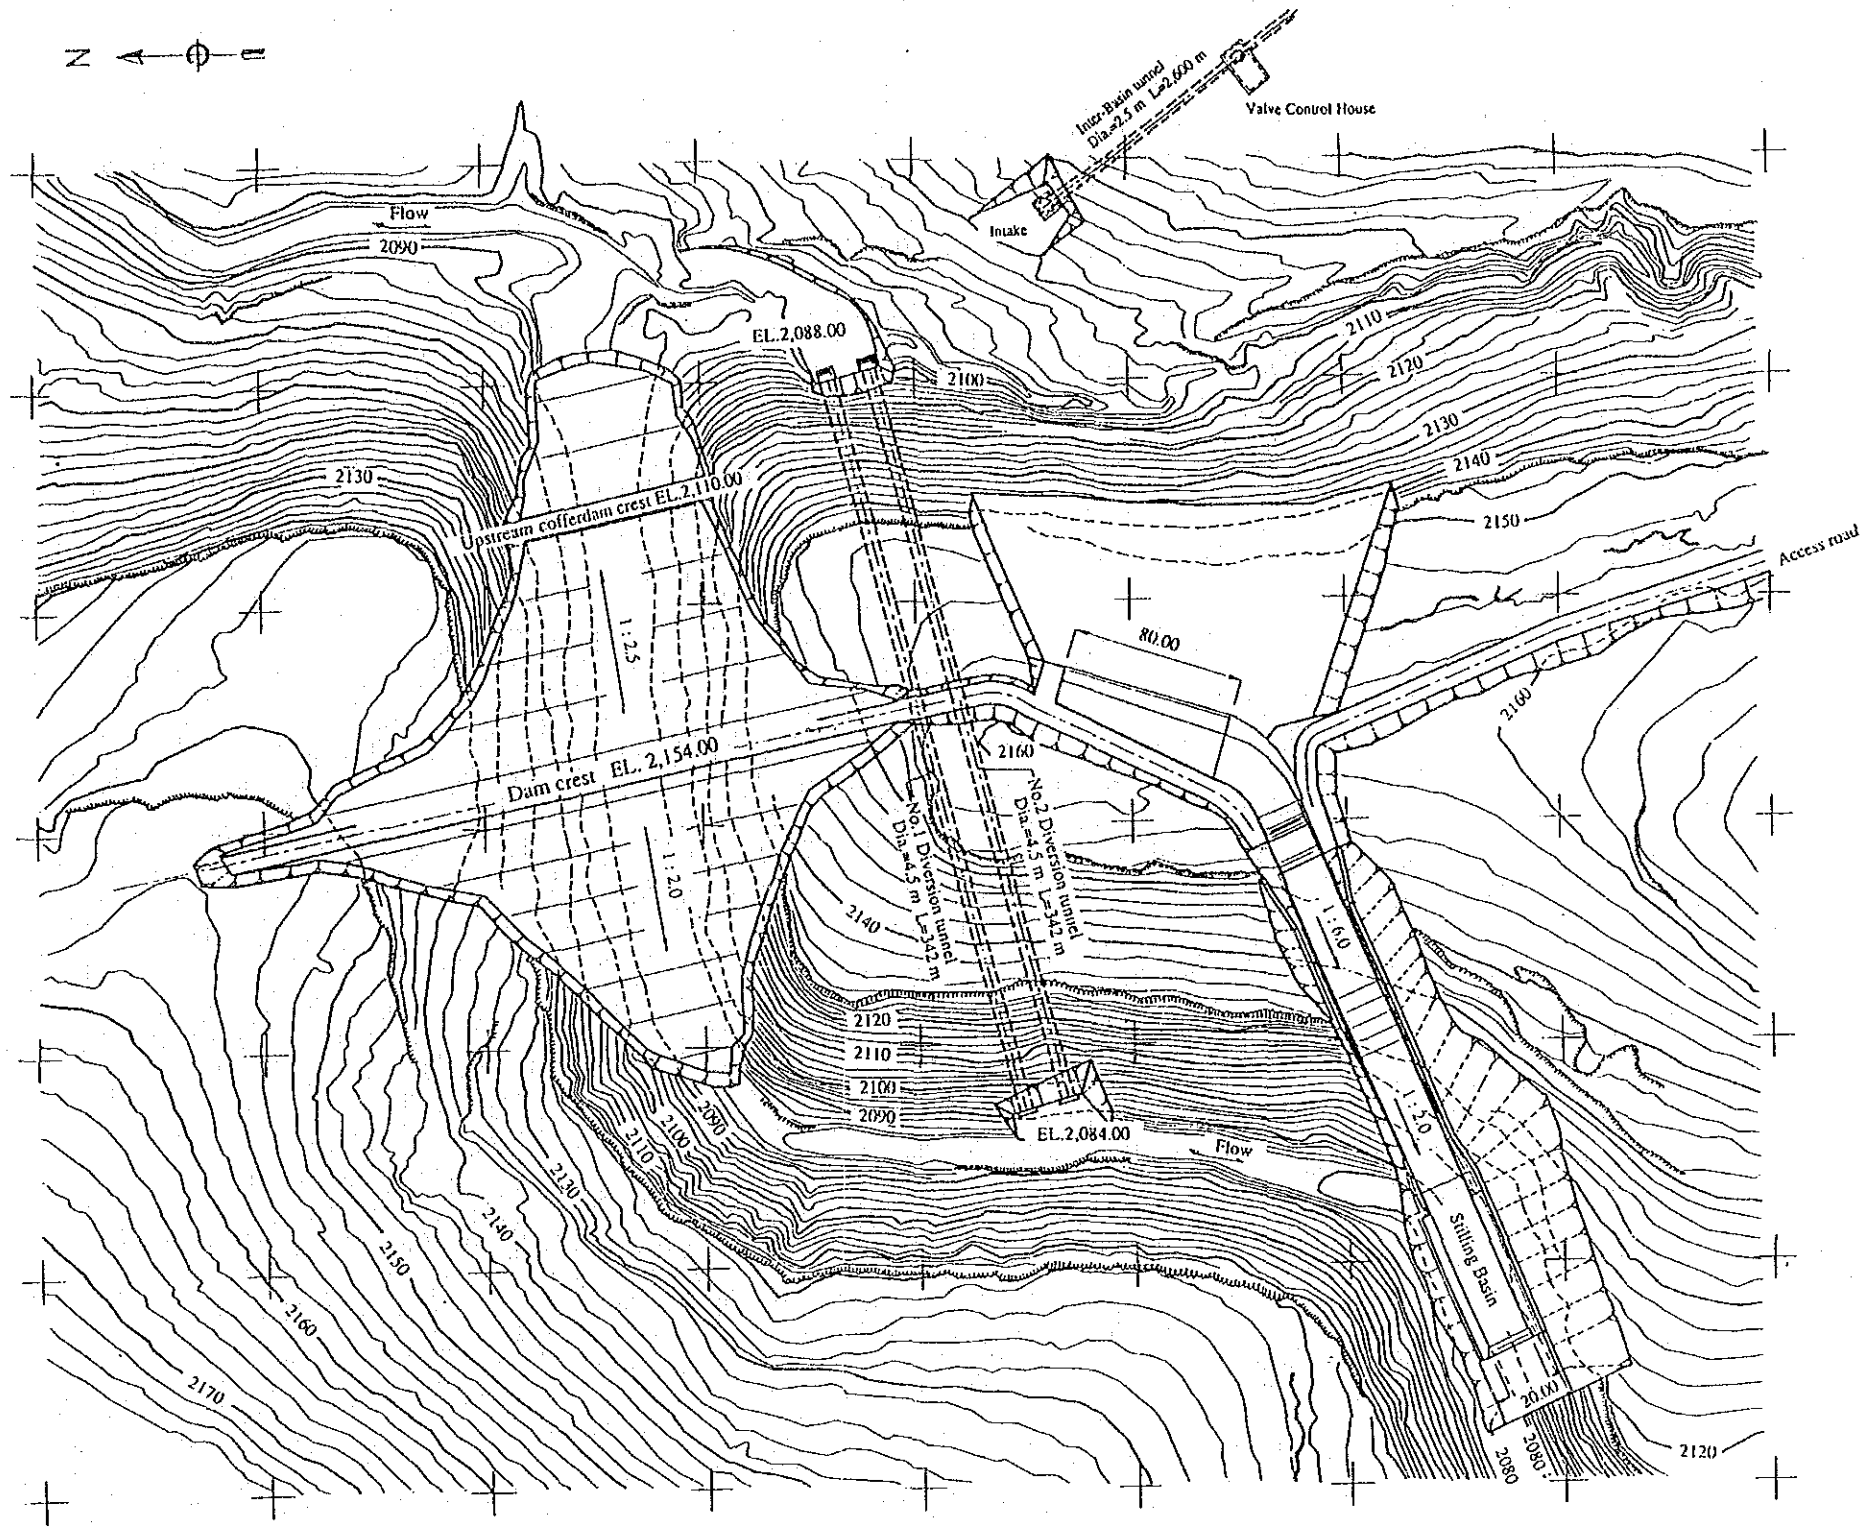 N
Inter-Basin tunnel
Dia.=2.5 m L=2,600 m
Valve Control House
Flow
2090
Intake
EL.2,088.00
2110
2100
2120
2130
2130
2140
Upstream cofferdam crest EL.2,110.00
2150
Access road
1:2.5
80.00
2160
Dam crest EL. 2,154.00
2160
No.1 Diversion tunnel
Dia.=4.5 m L=342 m
No.2 Diversion tunnel
Dia.=4.5 m L=342 m
1:2.0
2140
1:6.0
2120
2110
2100
2090
2090
2100
2110
EL.2,084.00
1:2.0
Flow
2130
2140
2150
Stilling Basin
2160
2170
20.00
2080
2080
2120